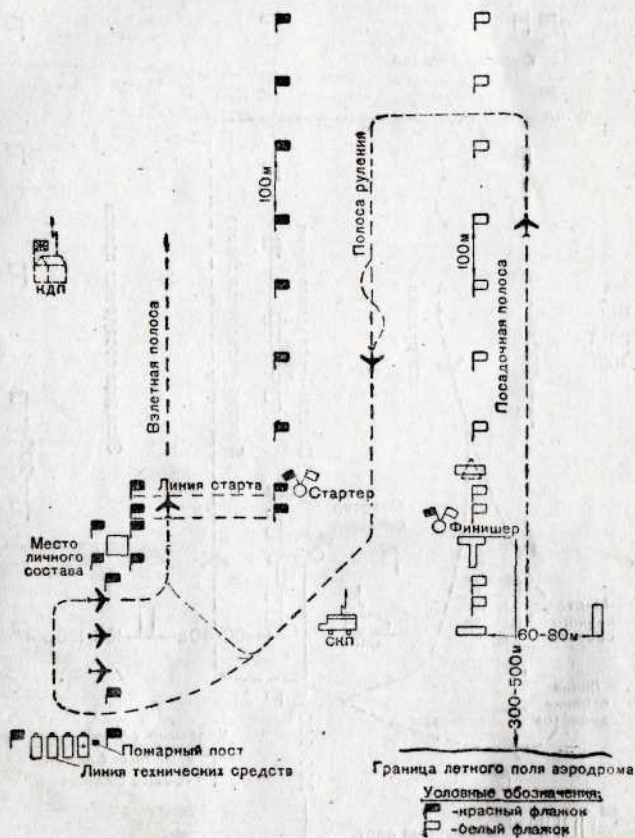 100м
КДП
Взлетная полоса
Полоса руления
100м
Посадочная полоса
Линия старта
Стартер
Финишер
Место
личного
состава
СКП
60-80м
300-500м
Пожарный пост
Линия технических средств
Граница летного поля аэродрома
Условные обозначения:
-красный флажок
-белый флажок